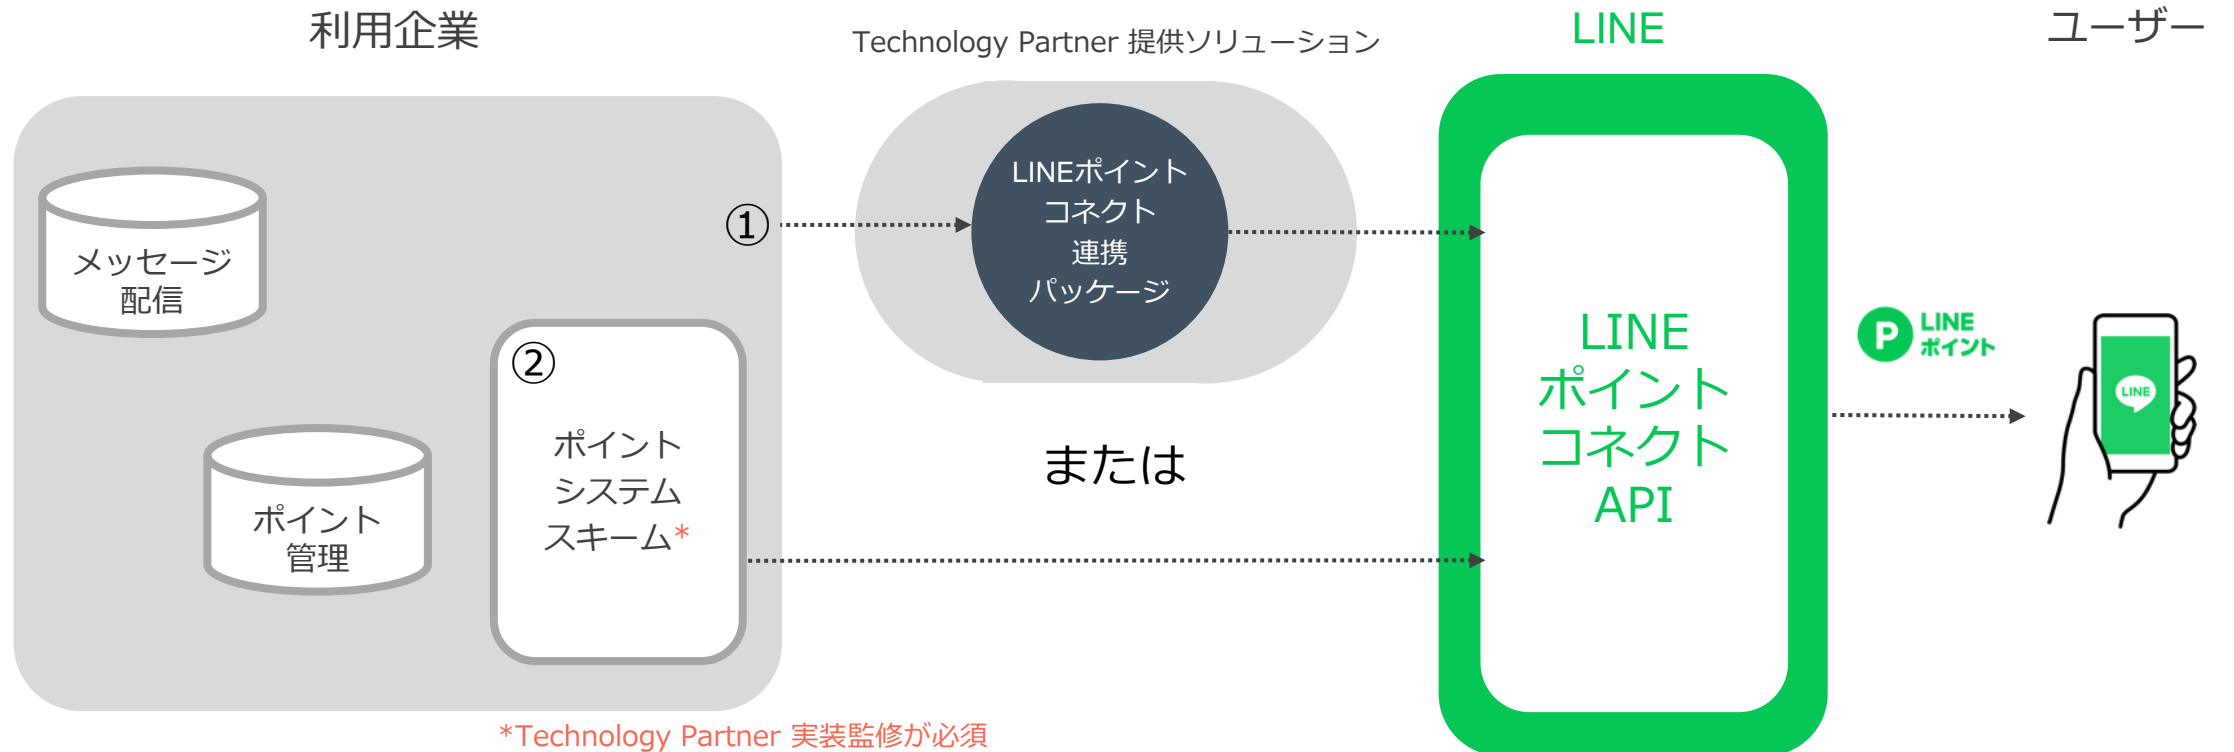 利用企業
Technology Partner 提供ソリューション
LINE
ユーザー
メッセージ
配信
①
ポイント
管理
②
ポイント
システム
スキーム*
LINEポイント
コネクト
連携
パッケージ
または
LINE
ポイント
コネクト
API
P
LINE
ポイント
LINE
*Technology Partner 実装監修が必須